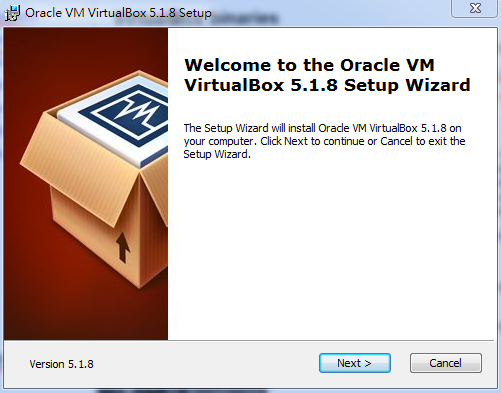 Oracle VM VirtualBox 5.1.8 Setup
Welcome to the Oracle VM
VirtualBox 5.1.8 Setup Wizard
The Setup Wizard will install Oracle VM VirtualBox 5.1.8 on
your computer. Click Next to continue or Cancel to exit the
Setup Wizard.
Version 5.1.8
Next >
Cancel